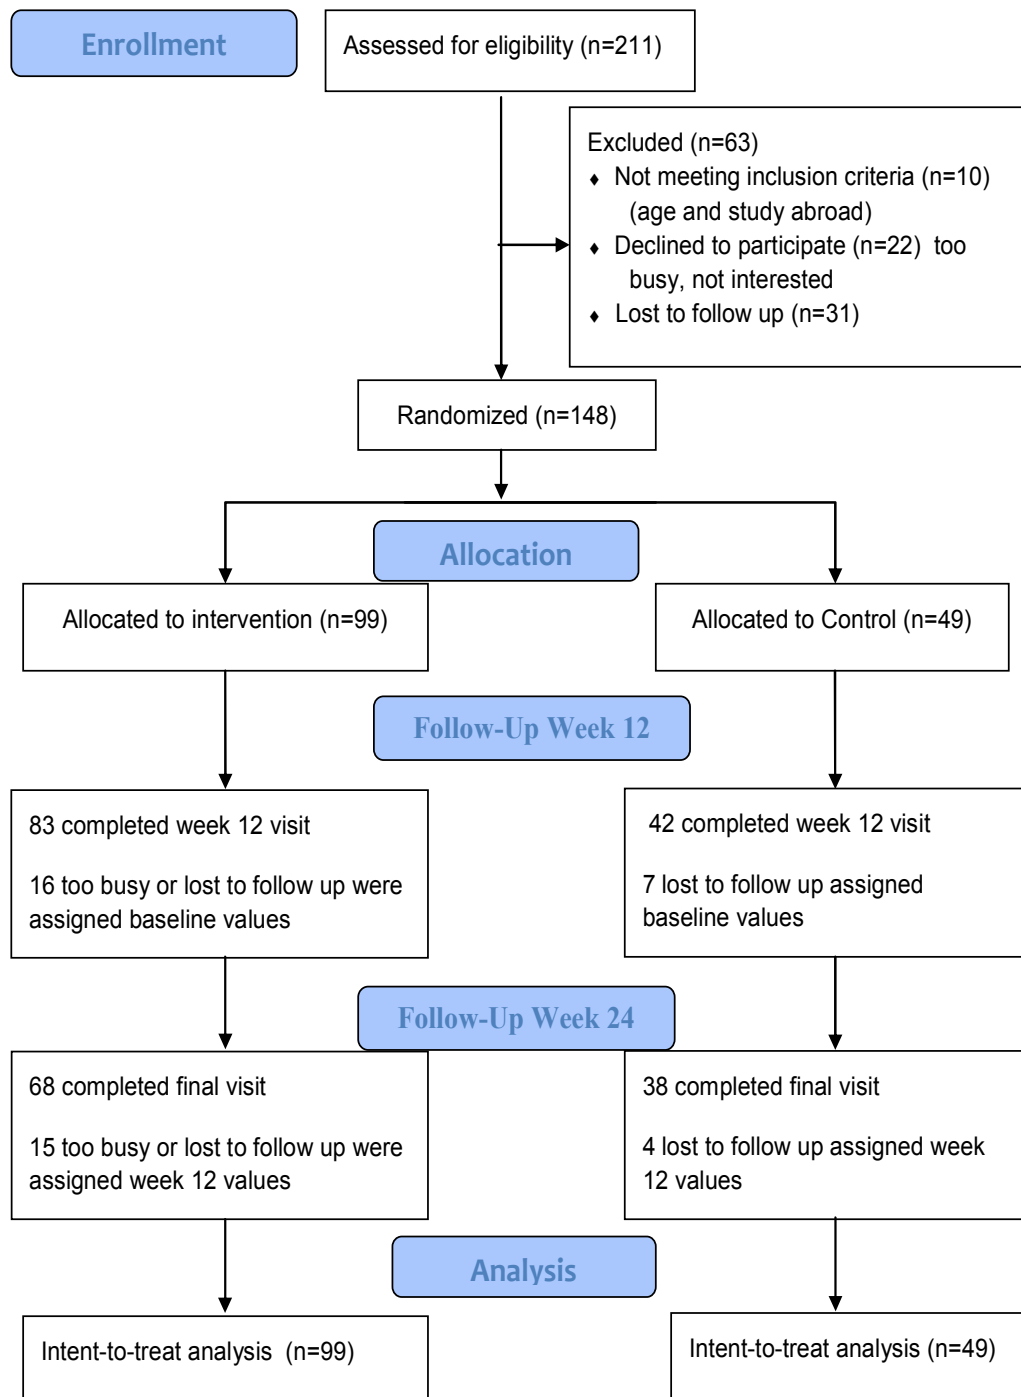 Enrollment
Assessed for eligibility (n=211)
Excluded (n=63)
♦ Not meeting inclusion criteria (n=10)
(age and study abroad)
♦ Declined to participate (n=22) too
busy, not interested
♦ Lost to follow up (n=31)
Randomized (n=148)
Allocation
Allocated to intervention (n=99)
Allocated to Control (n=49)
Follow-Up Week 12
83 completed week 12 visit
16 too busy or lost to follow up were
assigned baseline values
42 completed week 12 visit
7 lost to follow up assigned
baseline values
Follow-Up Week 24
68 completed final visit
15 too busy or lost to follow up were
assigned week 12 values
38 completed final visit
4 lost to follow up assigned week
12 values
Analysis
Intent-to-treat analysis (n=99)
Intent-to-treat analysis (n=49)